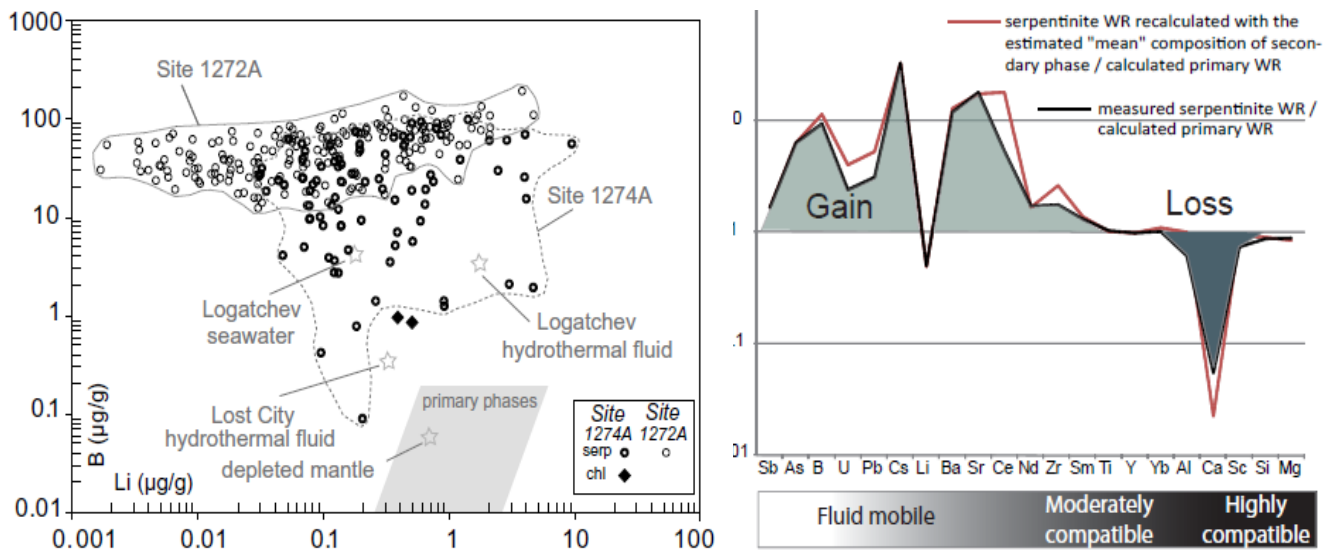 1000
100
10
1
0.1
0.01
B (µg/g)
Site 1272A
Site 1274A
Logatchev
seawater
Logatchev
hydrothermal fluid
Lost City
hydrothermal fluid
depleted mantle
primary phases
Site Site
1274A 1272A
serp
chl
Li (µg/g)
0.001 0.01 0.1 1 10 100
serpentinite WR recalculated with the
estimated "mean" composition of secon-
dary phase / calculated primary WR
measured serpentinite WR /
calculated primary WR
0
1
.1
01
Gain
Loss
Sb As B U Pb Cs Li Ba Sr Ce Nd Zr Sm Ti Y Yb Al Ca Sc Si Mg
Fluid mobile
Moderately
compatible
Highly
compatible